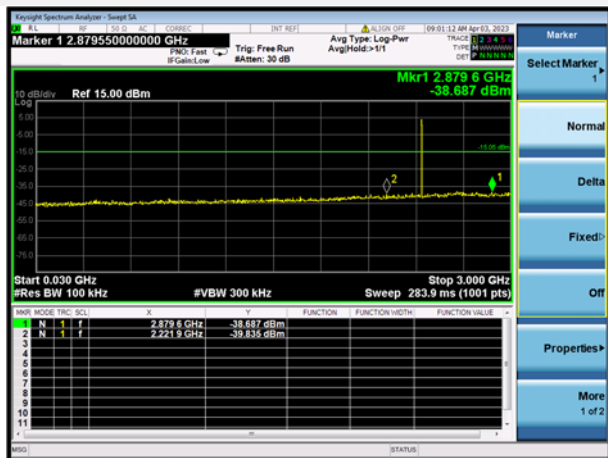 Keysight Spectrum Analyzer - Swept SA
RL RF 50 Ω AC CORREC INT REF ALIGN OFF 09:01:12 AM Apr 03, 2023
Marker 1 2.879550000000 GHz
PNO: Fast
IFGain:Low
Trig: Free Run
#Atten: 30 dB
Avg Type: Log-Pwr
Avg|Hold:>1/1
TRACE 1 2 3 4 5 6
TYPE M W W W W W
DET P N N N N N
Mkr1 2.879 6 GHz
-38.687 dBm
10 dB/div Ref 15.00 dBm
Log
5.00
-5.00
-15.0
-15.05 dBm
-25.0
-35.0
2
1
-45.0
-55.0
-65.0
-75.0
Start 0.030 GHz Stop 3.000 GHz
#Res BW 100 kHz #VBW 300 kHz Sweep 283.9 ms (1001 pts)
MKR MODE TRC SCL X Y FUNCTION FUNCTION WIDTH FUNCTION VALUE
1 N 1 f 2.879 6 GHz -38.687 dBm
2 N 1 f 2.221 9 GHz -39.835 dBm
3
4
5
6
7
8
9
10
11
MSG STATUS
Marker
Select Marker
1
Normal
Delta
Fixed
Off
Properties
More
1 of 2